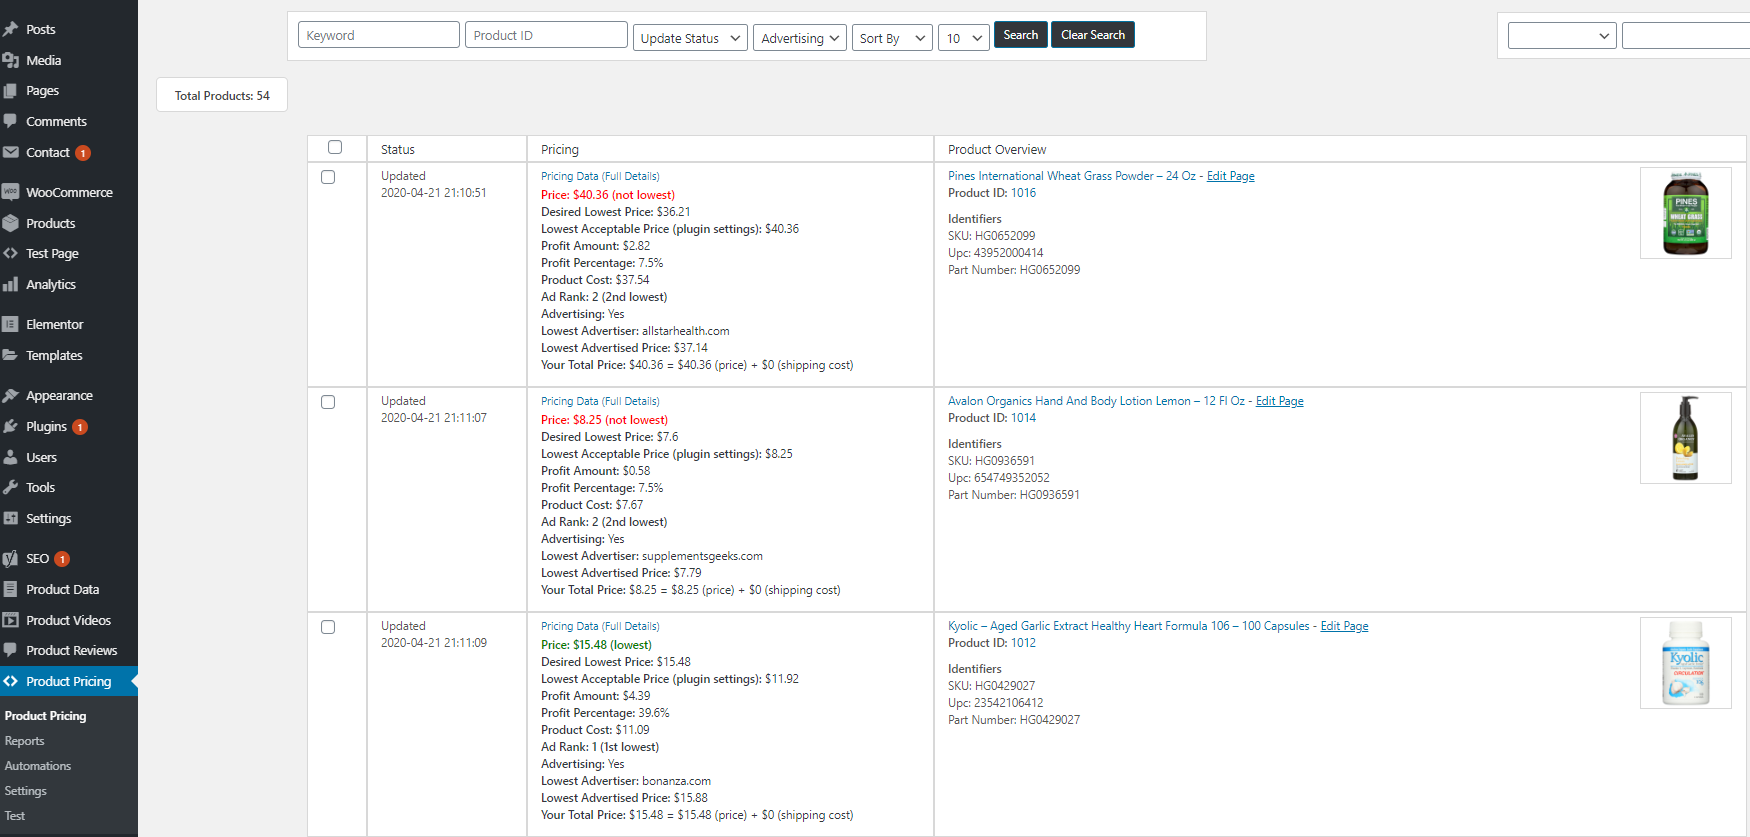 Posts
Media
Pages
Comments
Contact 1
WooCommerce
Products
Test Page
Analytics
Elementor
Templates
Appearance
Plugins 1
Users
Tools
Settings
SEO 1
Product Data
Product Videos
Product Reviews
Product Pricing
Product Pricing
Reports
Automations
Settings
Test
Keyword Product ID Update Status Advertising Sort By 10 Search Clear Search
Total Products: 54
Status Pricing Product Overview
Updated
2020-04-21 21:10:51
Pricing Data (Full Details)
Price: $40.36 (not lowest)
Desired Lowest Price: $36.21
Lowest Acceptable Price (plugin settings): $40.36
Profit Amount: $2.82
Profit Percentage: 7.5%
Product Cost: $37.54
Ad Rank: 2 (2nd lowest)
Advertising: Yes
Lowest Advertiser: allstarhealth.com
Lowest Advertised Price: $37.14
Your Total Price: $40.36 = $40.36 (price) + $0 (shipping cost)
Pines International Wheat Grass Powder – 24 Oz - Edit Page
Product ID: 1016
Identifiers
SKU: HG0652099
Upc: 43952000414
Part Number: HG0652099
PINES
WHEAT GRASS
Updated
2020-04-21 21:11:07
Pricing Data (Full Details)
Price: $8.25 (not lowest)
Desired Lowest Price: $7.6
Lowest Acceptable Price (plugin settings): $8.25
Profit Amount: $0.58
Profit Percentage: 7.5%
Product Cost: $7.67
Ad Rank: 2 (2nd lowest)
Advertising: Yes
Lowest Advertiser: supplementsgeeks.com
Lowest Advertised Price: $7.79
Your Total Price: $8.25 = $8.25 (price) + $0 (shipping cost)
Avalon Organics Hand And Body Lotion Lemon – 12 Fl Oz - Edit Page
Product ID: 1014
Identifiers
SKU: HG0936591
Upc: 654749352052
Part Number: HG0936591
Updated
2020-04-21 21:11:09
Pricing Data (Full Details)
Price: $15.48 (lowest)
Desired Lowest Price: $15.48
Lowest Acceptable Price (plugin settings): $11.92
Profit Amount: $4.39
Profit Percentage: 39.6%
Product Cost: $11.09
Ad Rank: 1 (1st lowest)
Advertising: Yes
Lowest Advertiser: bonanza.com
Lowest Advertised Price: $15.88
Your Total Price: $15.48 = $15.48 (price) + $0 (shipping cost)
Kyolic – Aged Garlic Extract Healthy Heart Formula 106 – 100 Capsules - Edit Page
Product ID: 1012
Identifiers
SKU: HG0429027
Upc: 23542106412
Part Number: HG0429027
Kyolic
CIRCULATION